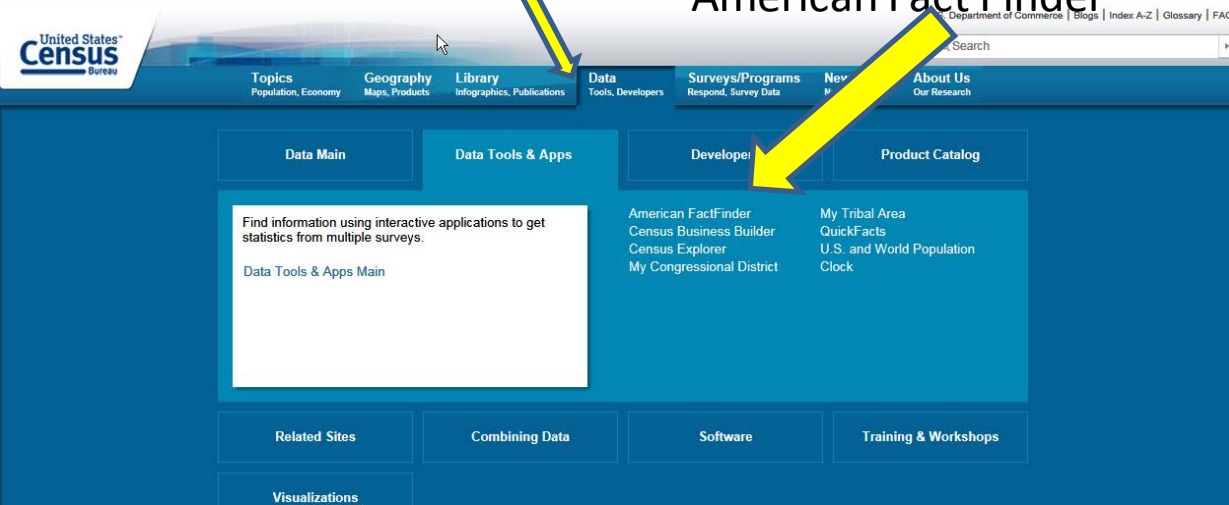 American Fact Finder
Department of Commerce | Blogs | Index A-Z | Glossary | FAQ
United States™
Census
Bureau
Search
Topics
Population, Economy
Geography
Maps, Products
Library
Infographics, Publications
Data
Tools, Developers
Surveys/Programs
Respond, Survey Data
About Us
Our Research
Data Main
Data Tools & Apps
Developer
Product Catalog
Find information using interactive applications to get
statistics from multiple surveys.
Data Tools & Apps Main
American FactFinder
Census Business Builder
Census Explorer
My Congressional District
My Tribal Area
QuickFacts
U.S. and World Population
Clock
Related Sites
Combining Data
Software
Training & Workshops
Visualizations